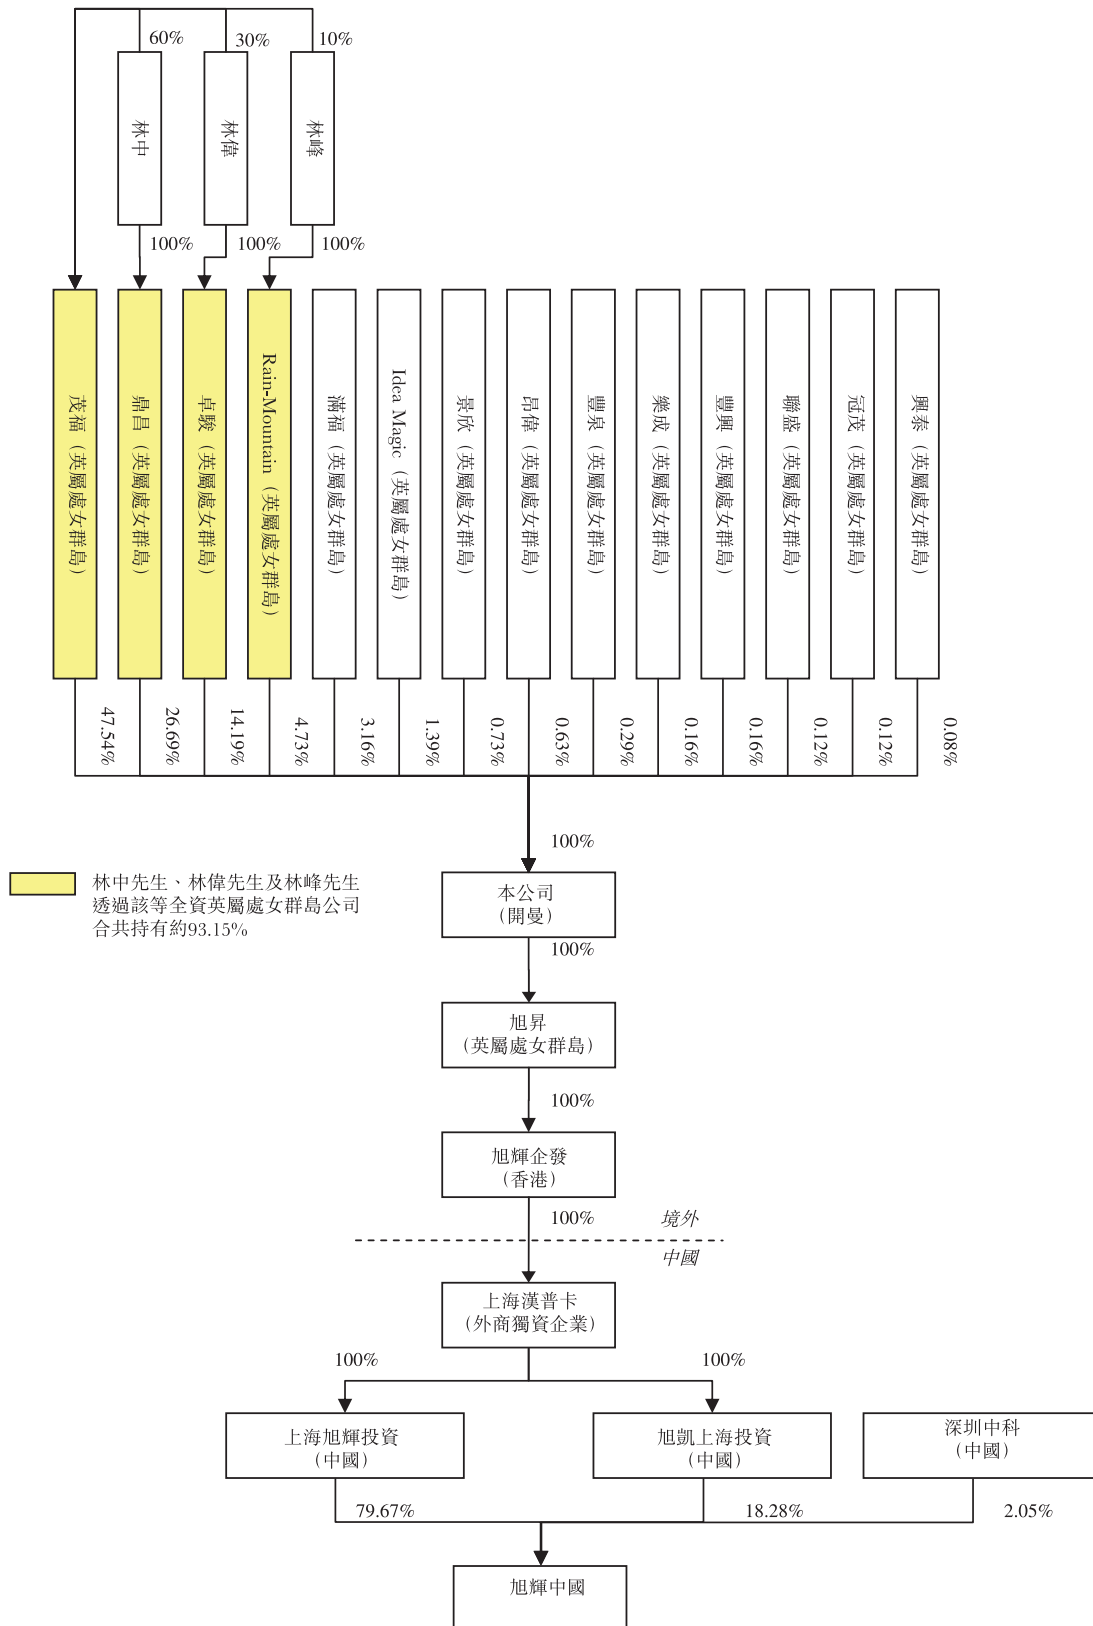 60%
30%
10%
林中
林偉
林峰
100%
100%
100%
茂福（英屬處女群島）
鼎昌（英屬處女群島）
卓駿（英屬處女群島）
Rain-Mountain（英屬處女群島）
滿福（英屬處女群島）
Idea Magic（英屬處女群島）
景欣（英屬處女群島）
昂偉（英屬處女群島）
豐泉（英屬處女群島）
樂成（英屬處女群島）
豐興（英屬處女群島）
聯盛（英屬處女群島）
冠茂（英屬處女群島）
興泰（英屬處女群島）
47.54%
26.69%
14.19%
4.73%
3.16%
1.39%
0.73%
0.63%
0.29%
0.16%
0.16%
0.12%
0.12%
0.08%
100%
林中先生、林偉先生及林峰先生
透過該等全資英屬處女群島公司
合共持有約93.15%
本公司
（開曼）
100%
旭昇
（英屬處女群島）
100%
旭輝企發
（香港）
100%
境外
中國
上海漢普卡
（外商獨資企業）
100%
100%
上海旭輝投資
（中國）
旭凱上海投資
（中國）
深圳中科
（中國）
79.67%
18.28%
2.05%
旭輝中國